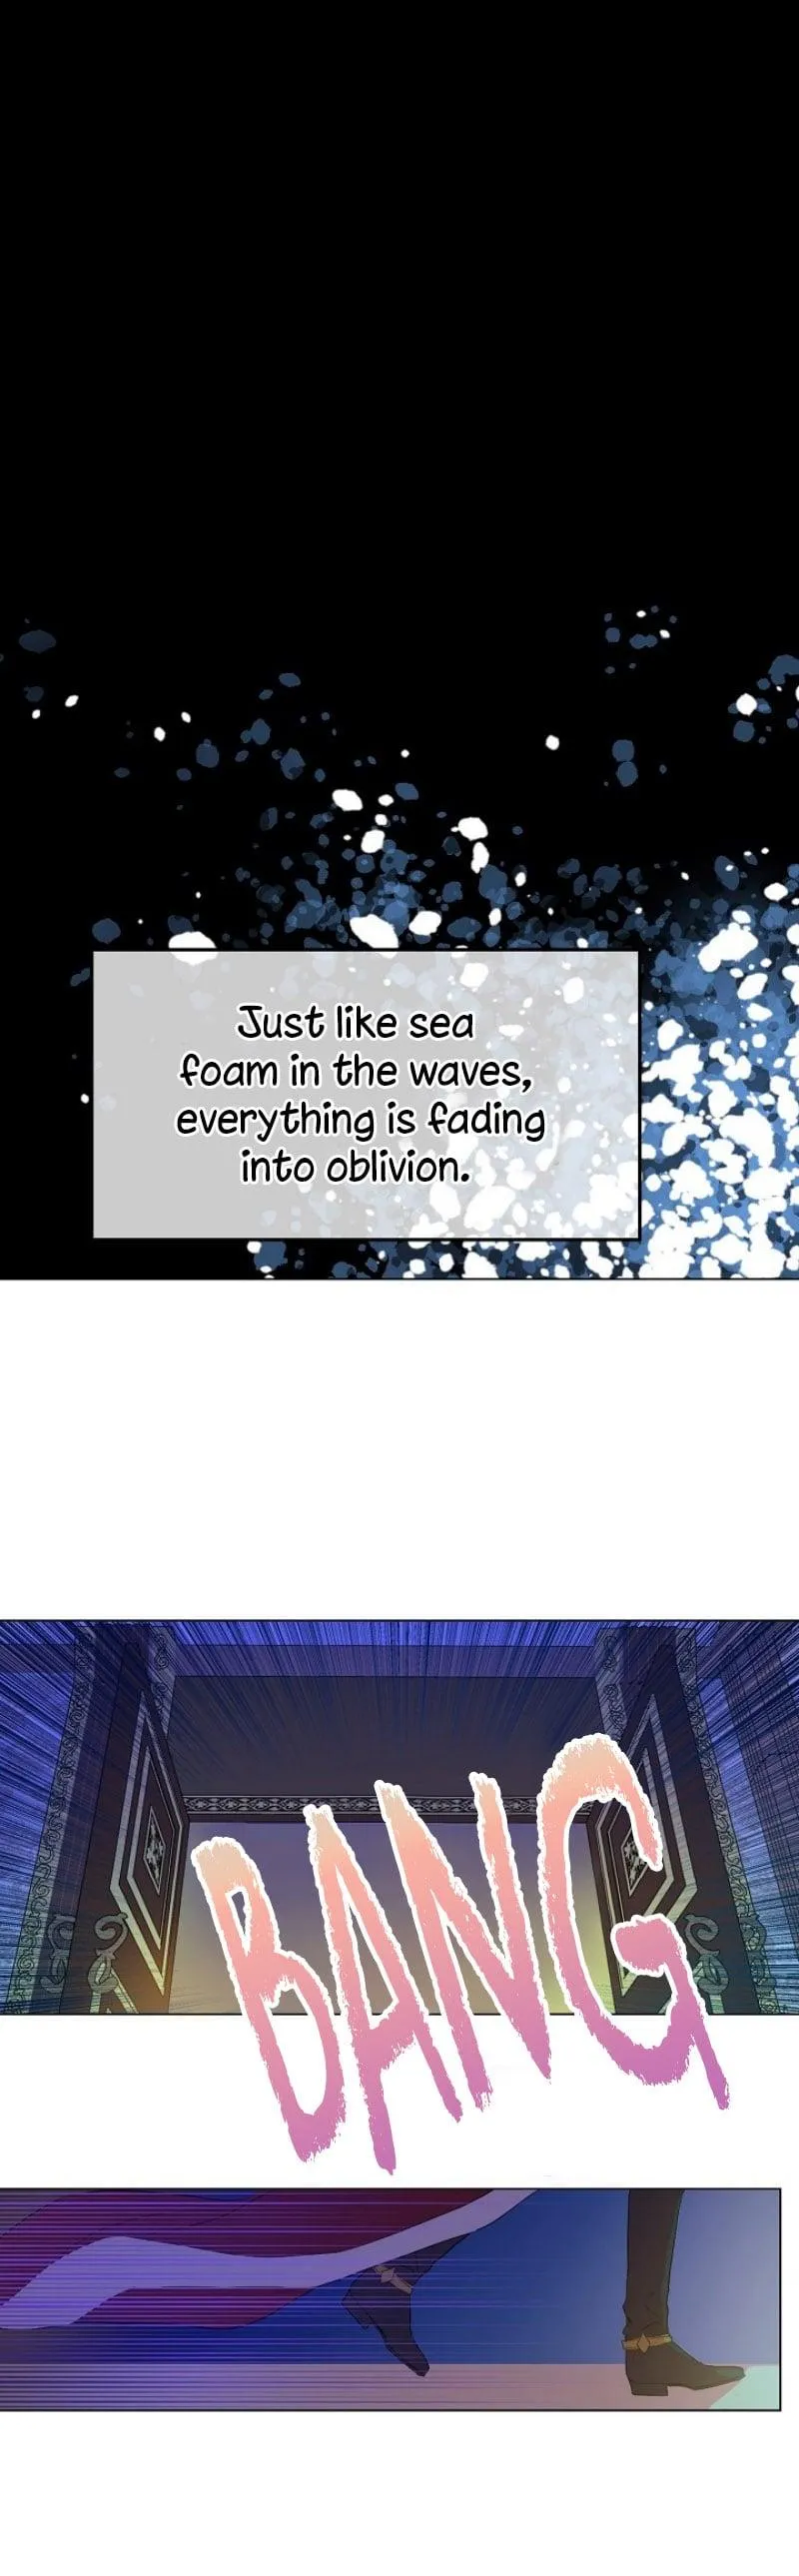 Just like sea
foam in the waves,
everything is fading
into oblivion.
BANG